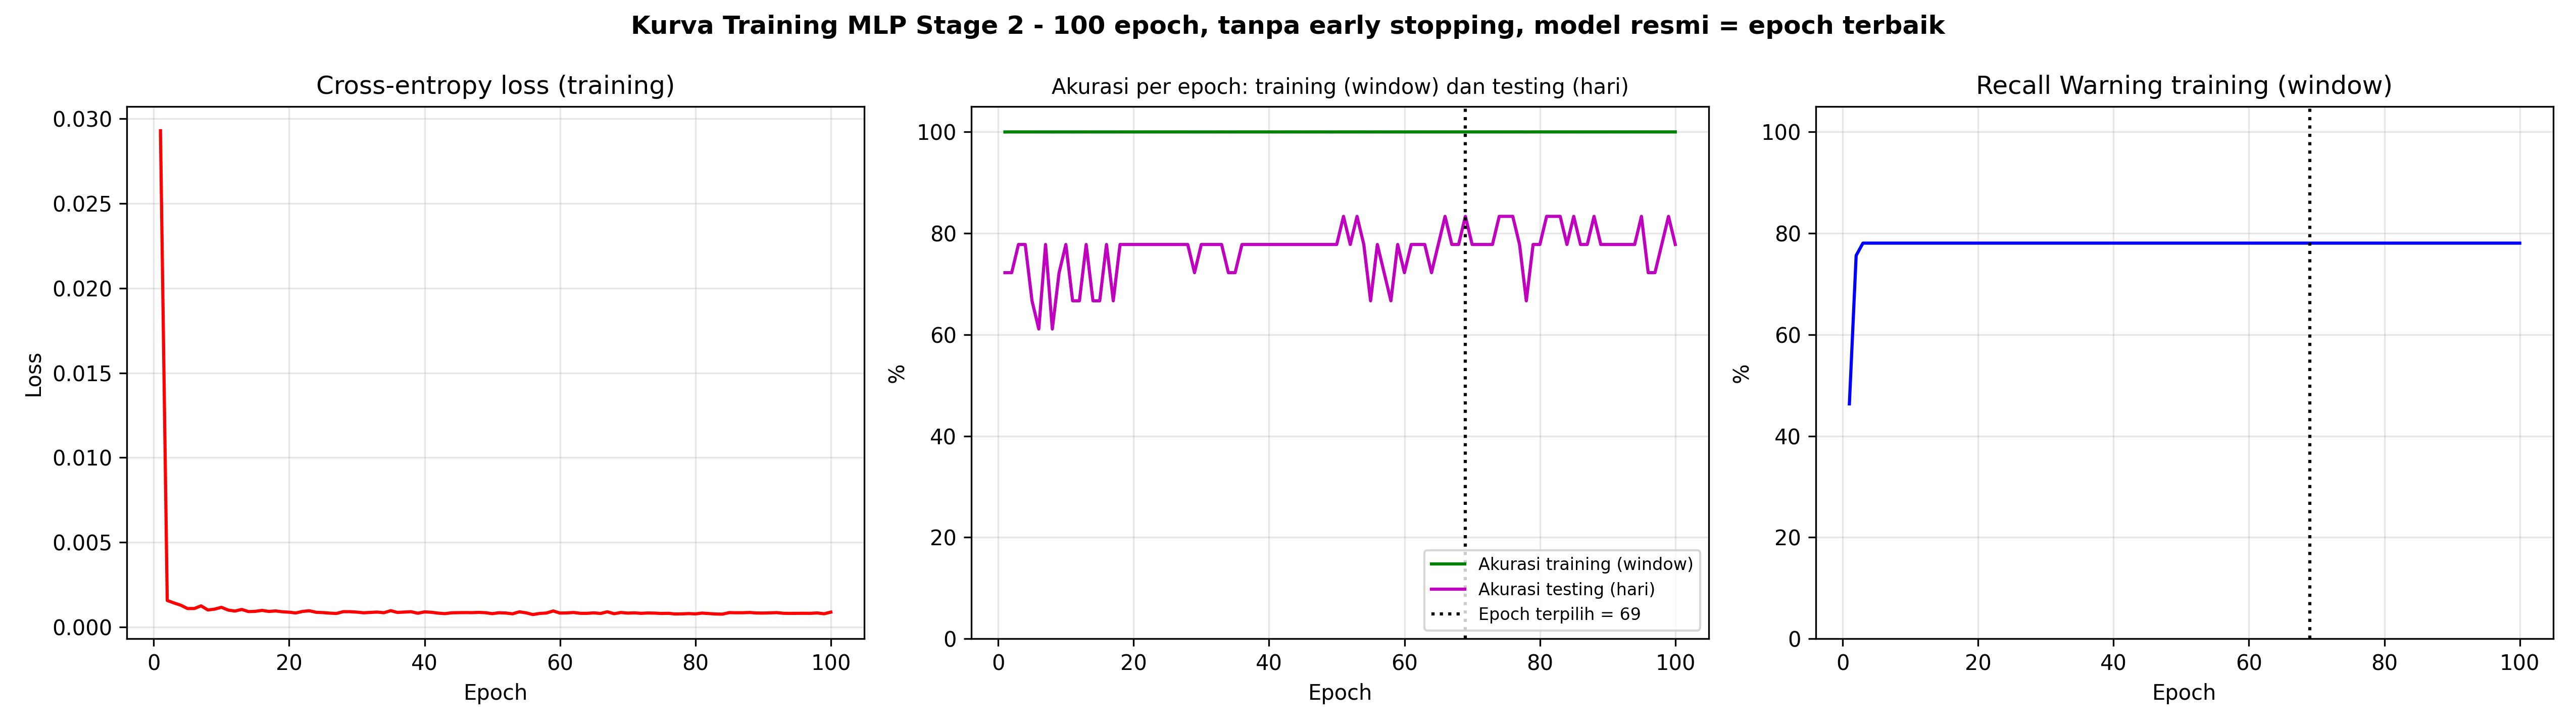 Kurva Training MLP Stage 2 - 100 epoch, tanpa early stopping, model resmi = epoch terbaik
Cross-entropy loss (training)
Loss
0.030
0.025
0.020
0.015
0.010
0.005
0.000
0 20 40 60 80 100
Epoch
Akurasi per epoch: training (window) dan testing (hari)
%
100
80
60
40
20
0
Akurasi training (window)
Akurasi testing (hari)
Epoch terpilih = 69
0 20 40 60 80 100
Epoch
Recall Warning training (window)
%
100
80
60
40
20
0
0 20 40 60 80 100
Epoch